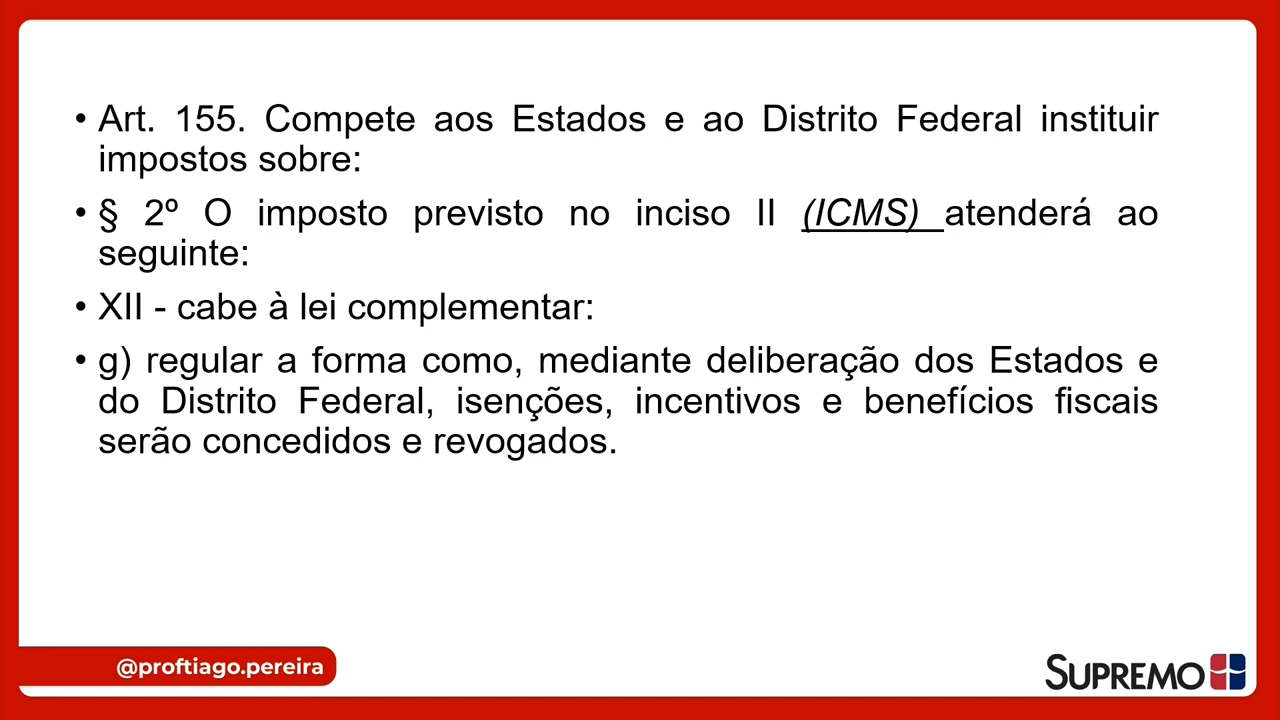 • Art. 155. Compete aos Estados e ao Distrito Federal instituir
impostos sobre:
• § 2º O imposto previsto no inciso II (ICMS) atenderá ao
seguinte:
• XII - cabe à lei complementar:
• g) regular a forma como, mediante deliberação dos Estados e
do Distrito Federal, isenções, incentivos e benefícios fiscais
serão concedidos e revogados.
@proftiago.pereira
SUPREMO